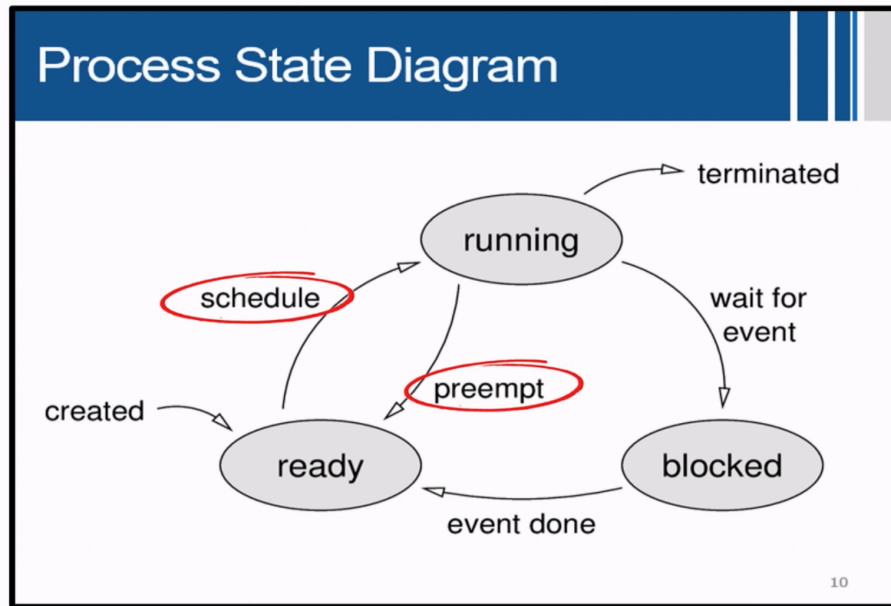 Process State Diagram
terminated
running
schedule
wait for
event
preempt
created
ready
blocked
event done
10